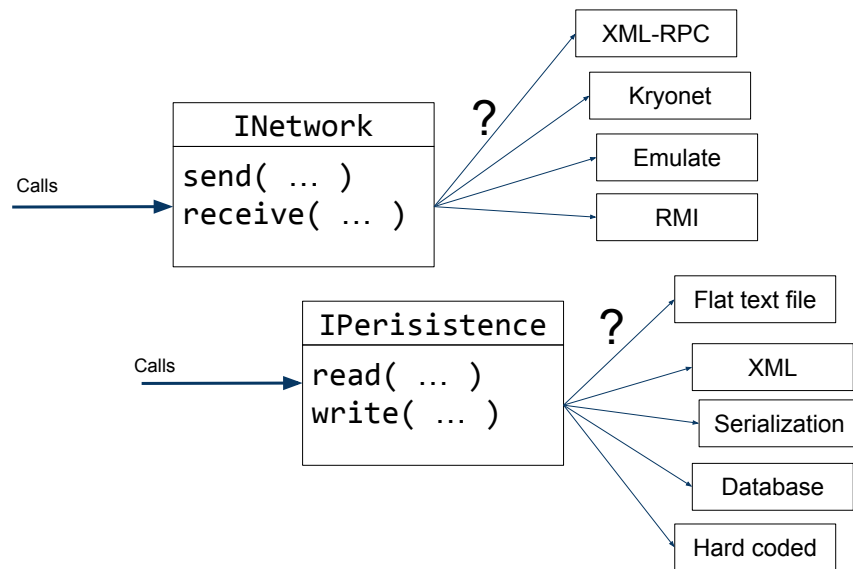 XML-RPC
Kryonet
?
INetwork
Emulate
send( … )
Calls
receive( … )
RMI
Flat text file
IPerisistence
?
Calls
XML
read( … )
write( … )
Serialization
Database
Hard coded